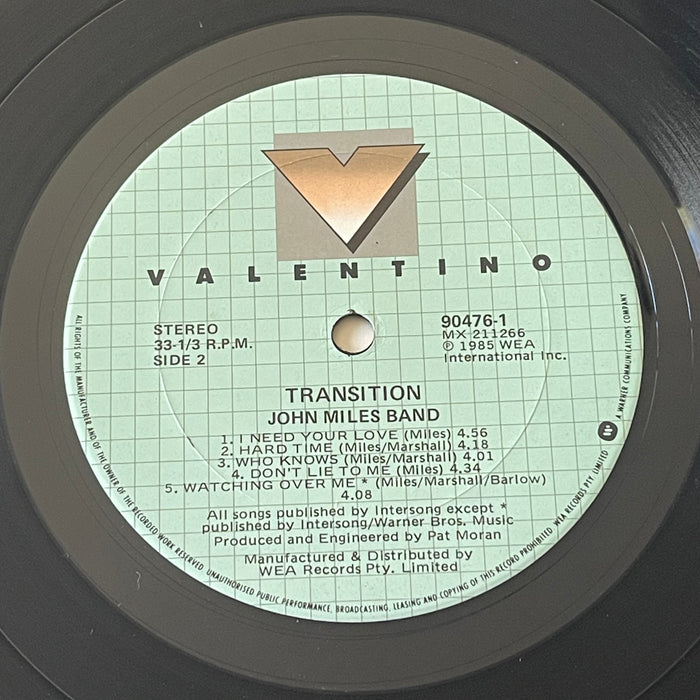 VALENTINO
STEREO
33-1/3 R.P.M.
SIDE 2
90476-1
MX 211266
℗ 1985 WEA
International Inc.
TRANSITION
JOHN MILES BAND
1. I NEED YOUR LOVE (Miles) 4.56
2. HARD TIME (Miles/Marshall) 4.18
3. WHO KNOWS (Miles/Marshall) 4.01
4. DON'T LIE TO ME (Miles) 4.34
5. WATCHING OVER ME * (Miles/Marshall/Barlow)
4.08
All songs published by Intersong except *
published by Intersong/Warner Bros. Music
Produced and Engineered by Pat Moran
Manufactured & Distributed by
WEA Records Pty. Limited
ALL RIGHTS OF THE MANUFACTURER AND OF THE OWNER OF THE RECORDED WORK RESERVED. UNAUTHORISED PUBLIC PERFORMANCE, BROADCASTING, LEASING AND COPYING OF THIS RECORD PROHIBITED. WEA RECORDS PTY. LIMITED
A WARNER COMMUNICATIONS COMPANY